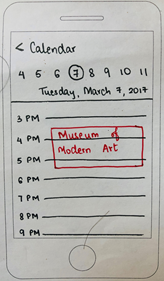 < Calendar
4 5 6 7 8 9 10 11
Tuesday, March 7, 2017
3 PM
4 PM Museum of
Modern Art
5 PM
6 PM
7 PM
8 PM
9 PM